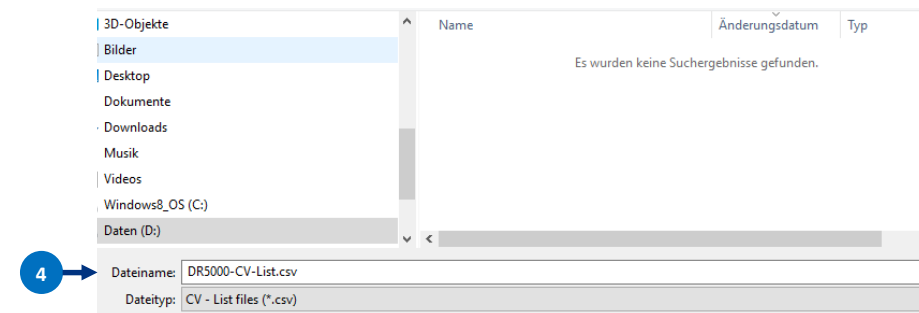 3D-Objekte
Bilder
Desktop
Dokumente
Downloads
Musik
Videos
Windows8_OS (C:)
Daten (D:)
Name Änderungsdatum Typ
Es wurden keine Suchergebnisse gefunden.
4
Dateiname: DR5000-CV-List.csv
Dateityp: CV - List files (*.csv)